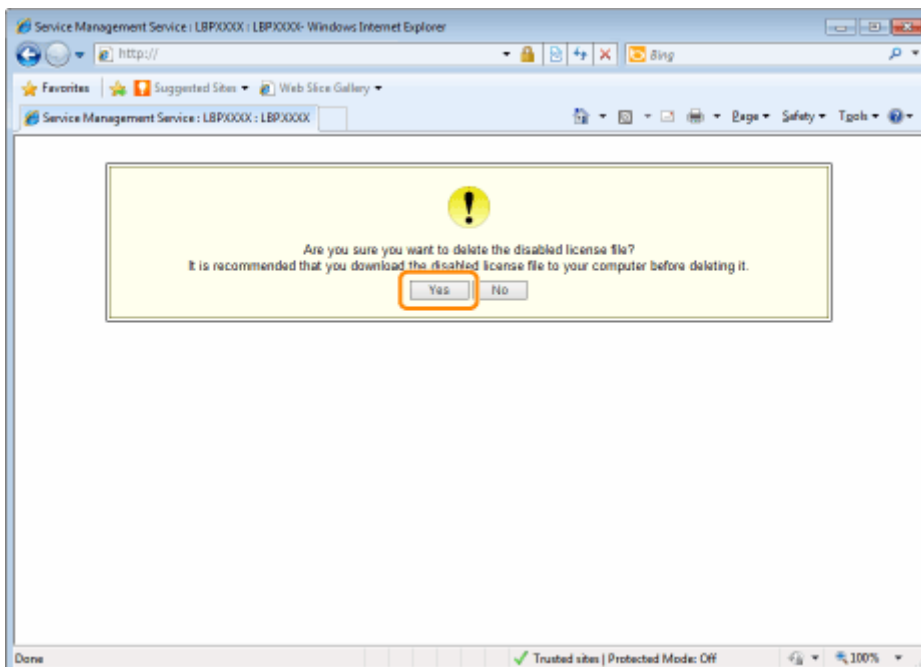 Service Management Service : LBPXXXX : LBPXXXX- Windows Internet Explorer
http://
Bing
Favorites Suggested Sites Web Slice Gallery
Service Management Service : LBPXXXX : LBPXXXX Page Safety Tools
Are you sure you want to delete the disabled license file?
It is recommended that you download the disabled license file to your computer before deleting it.
Yes No
Done Trusted sites | Protected Mode: Off 100%